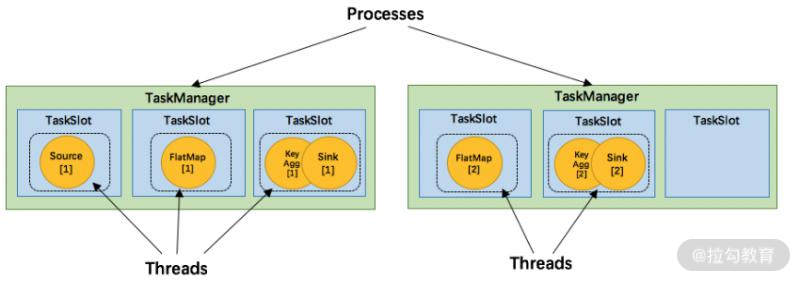 Processes
TaskManager
TaskSlot
TaskSlot
TaskSlot
Source
[1]
FlatMap
[1]
Key
Agg
[1]
Sink
[1]
Threads
TaskManager
TaskSlot
TaskSlot
TaskSlot
FlatMap
[2]
Key
Agg
[2]
Sink
[2]
Threads
@拉勾教育